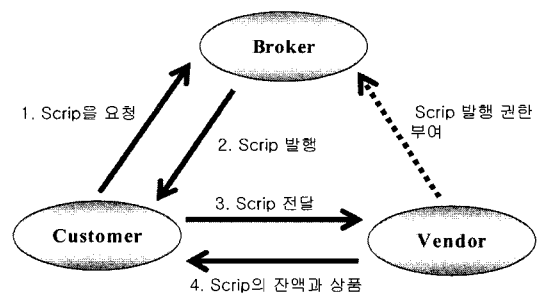 Broker
1. Scrip을 요청
Scrip 발행 권한
부여
2. Scrip 발행
3. Scrip 전달
Customer
Vendor
4. Scrip의 잔액과 상품